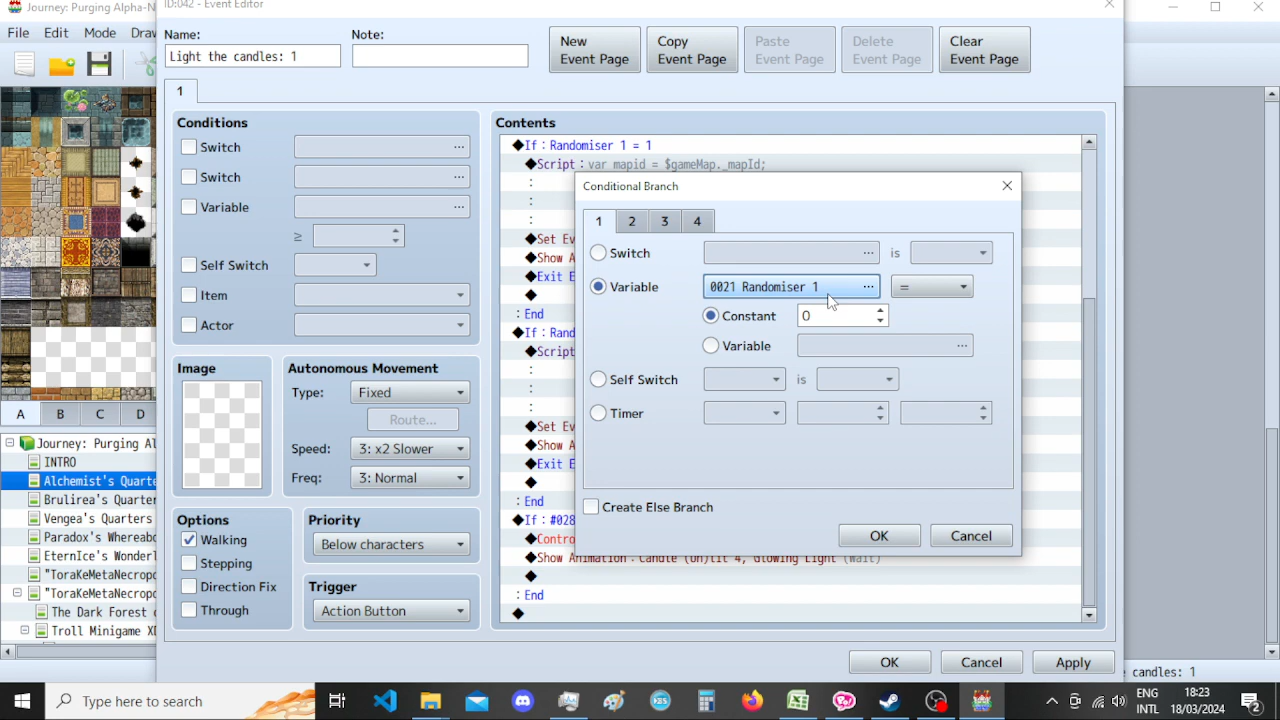 Journey: Purging Alpha-N
ID:042 - Event Editor
File Edit Mode Draw
Name:
Note:
Light the candles: 1
New Event Page
Copy Event Page
Paste Event Page
Delete Event Page
Clear Event Page
1
Conditions
Switch ...
Switch ...
Variable ...
≥
Self Switch
Item
Actor
Image
Autonomous Movement
Type: Fixed
Route...
Speed: 3: x2 Slower
Freq: 3: Normal
Options
Walking
Stepping
Direction Fix
Through
Priority
Below characters
Trigger
Action Button
Contents
◆If：Randomiser 1 = 1
◆Script：var mapid = $gameMap._mapId;
:
:
:
◆Set Ev
◆Show A
◆Exit E
◆
：End
◆If：Rand
◆Script
:
:
:
◆Set Ev
◆Show A
◆Exit E
◆
：End
◆If：#028
◆Contro
◆Show Animation：Candle (Un)lit 4, Glowing Light (Wait)
◆
：End
◆
Conditional Branch
1 2 3 4
Switch ... is
Variable 0021 Randomiser 1 ... =
Constant 0
Variable ...
Self Switch is
Timer
Create Else Branch
OK Cancel
A B C D
Journey: Purging Al
INTRO
Alchemist's Quarte
Brulirea's Quarter
Vengea's Quarters
Paradox's Whereabo
EternIce's Wonderl
"ToraKeMetaNecropo
"ToraKeMetaNecropo
The Dark Forest o
Troll Minigame XD
OK Cancel Apply
candles: 1
Type here to search
ENG
INTL
18:23
18/03/2024
2